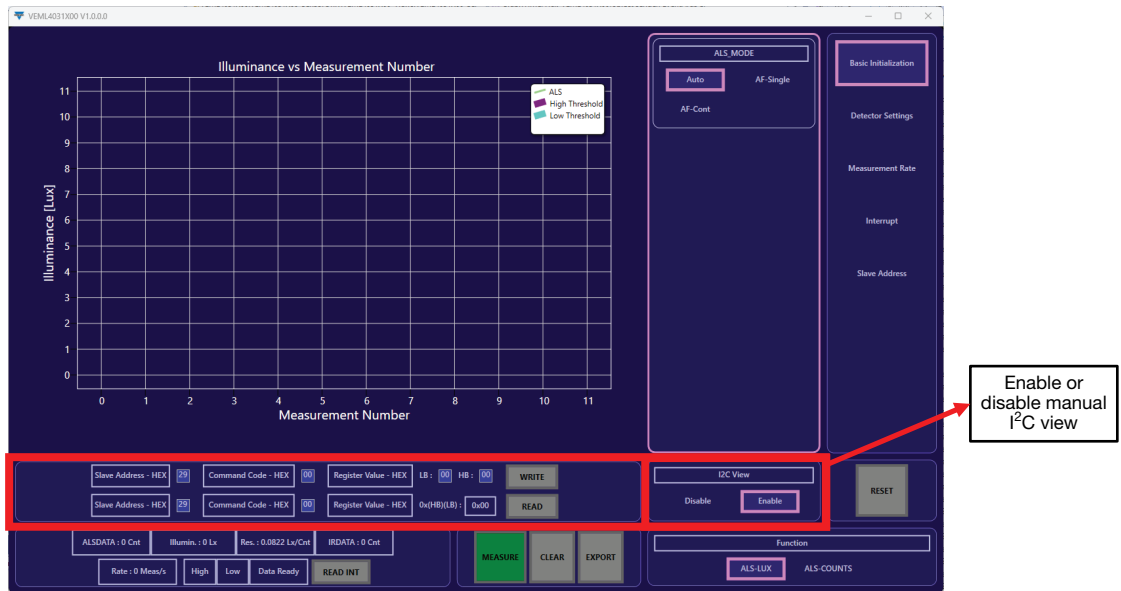 VEML4031X00 V1.0.0.0
Illuminance vs Measurement Number
ALS
High Threshold
Low Threshold
11
10
9
8
7
6
5
4
3
2
1
0
Illuminance [Lux]
0 1 2 3 4 5 6 7 8 9 10 11
Measurement Number
ALS_MODE
Auto AF-Single
AF-Cont
Basic Initialization
Detector Settings
Measurement Rate
Interrupt
Slave Address
Enable or
disable manual
I²C view
Slave Address - HEX 29 Command Code - HEX 00 Register Value - HEX LB : 00 HB : 00 WRITE
Slave Address - HEX 29 Command Code - HEX 00 Register Value - HEX 0x(HB)(LB) : 0x00 READ
I2C View
Disable Enable
RESET
ALSDATA : 0 Cnt Illumin. : 0 Lx Res. : 0.0822 Lx/Cnt IRDATA : 0 Cnt
Rate : 0 Meas/s High Low Data Ready READ INT
MEASURE CLEAR EXPORT
Function
ALS-LUX ALS-COUNTS